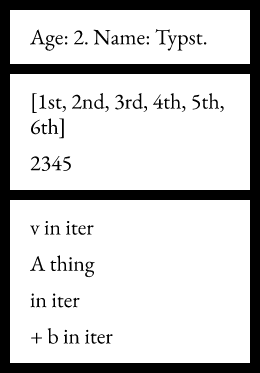 Age: 2. Name: Typst.
[1st, 2nd, 3rd, 4th, 5th,
6th]
2345
v in iter
A thing
in iter
+ b in iter